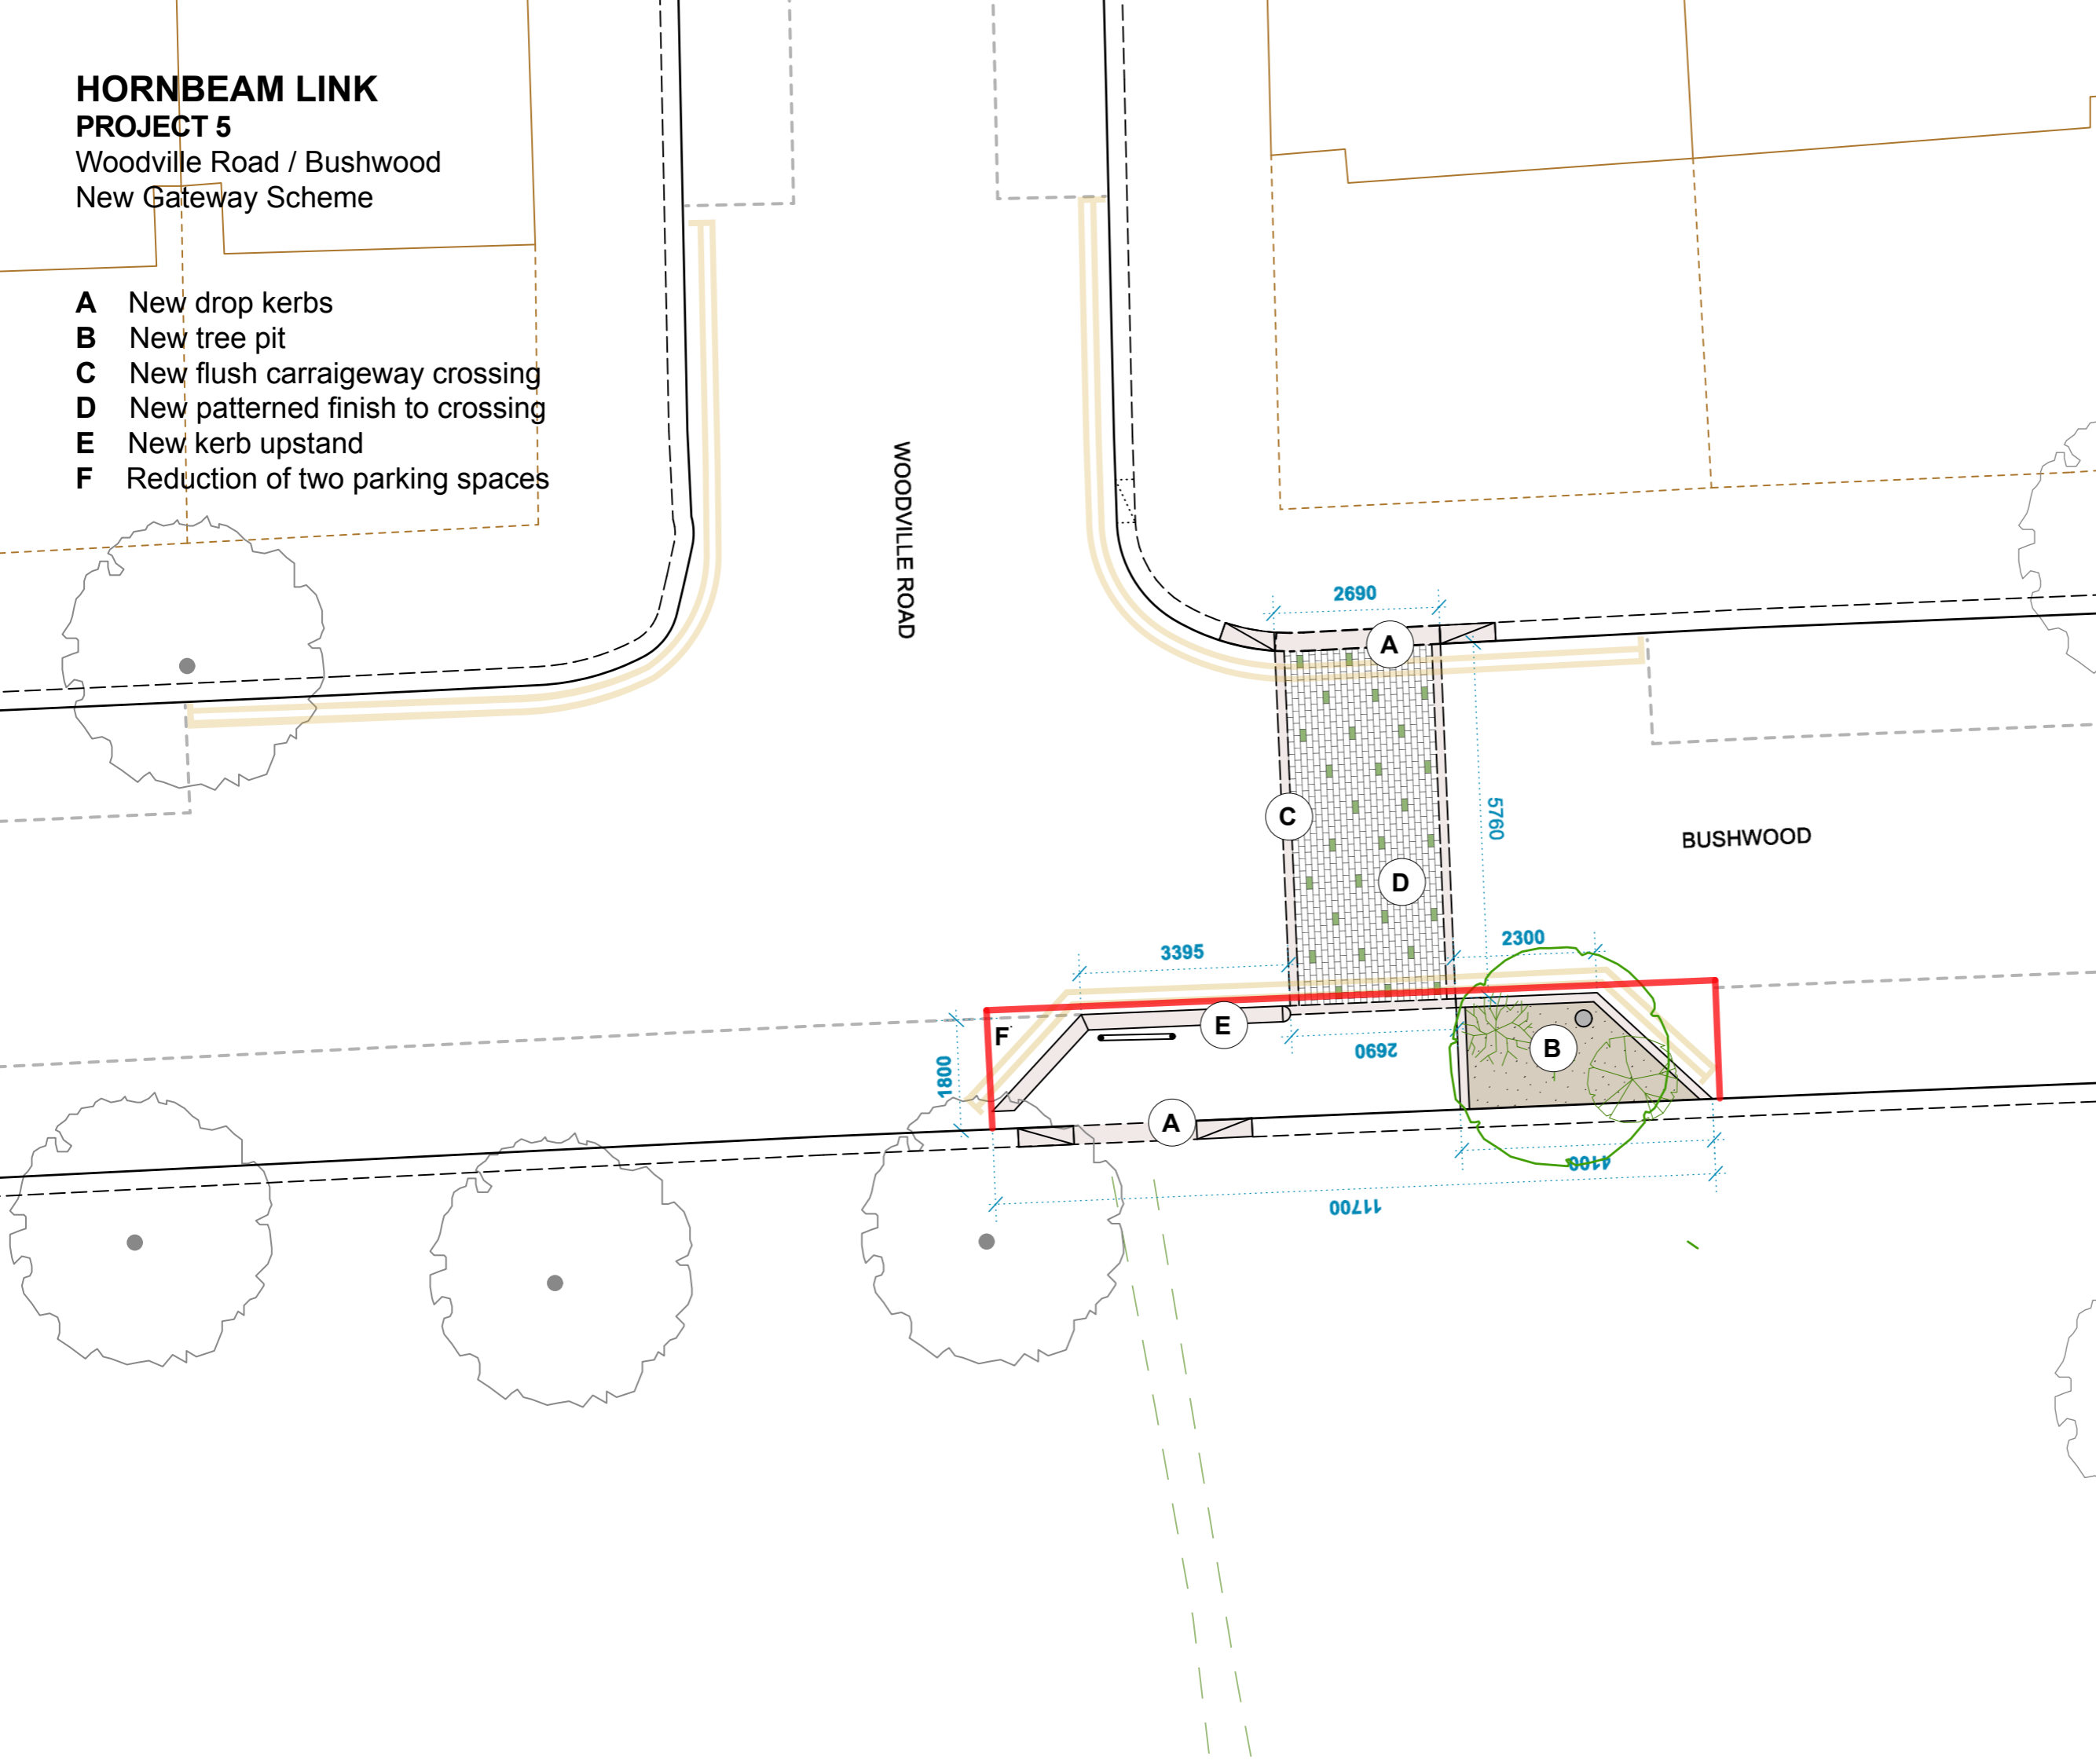 HORNBEAM LINK
PROJECT 5
Woodville Road / Bushwood
New Gateway Scheme
A New drop kerbs
B New tree pit
C New flush carraigeway crossing
D New patterned finish to crossing
E New kerb upstand
F Reduction of two parking spaces
WOODVILLE ROAD
2690
A
C
5760
BUSHWOOD
D
3395
2300
F
E
B
1800
2690
A
4100
11700